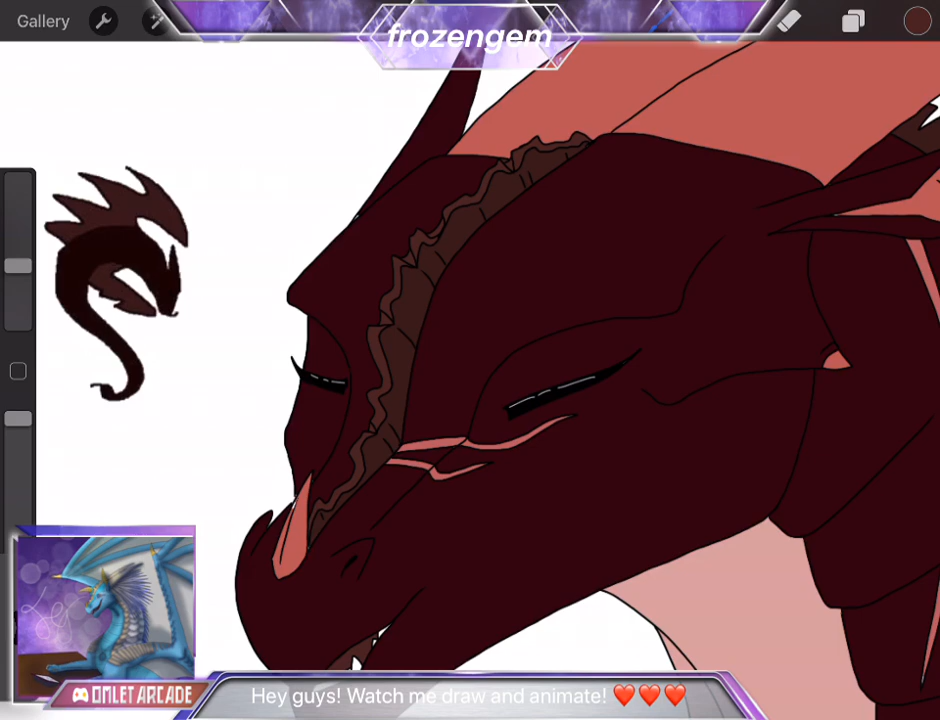 Gallery
frozengem
OMLET ARCADE
Hey guys! Watch me draw and animate! ❤️❤️❤️